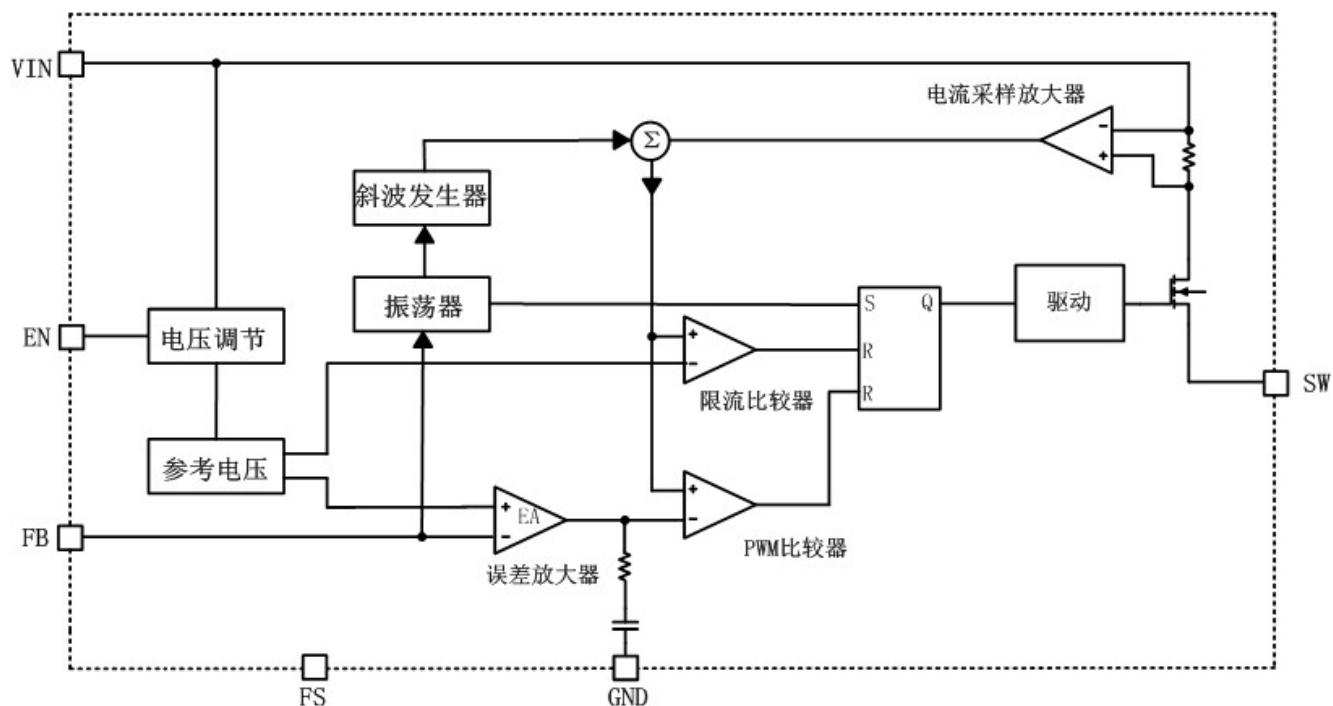 VIN
电流采样放大器
Σ
斜波发生器
振荡器
S
Q
驱动
EN
电压调节
R
限流比较器
R
SW
参考电压
EA
FB
误差放大器
PWM比较器
FS
GND